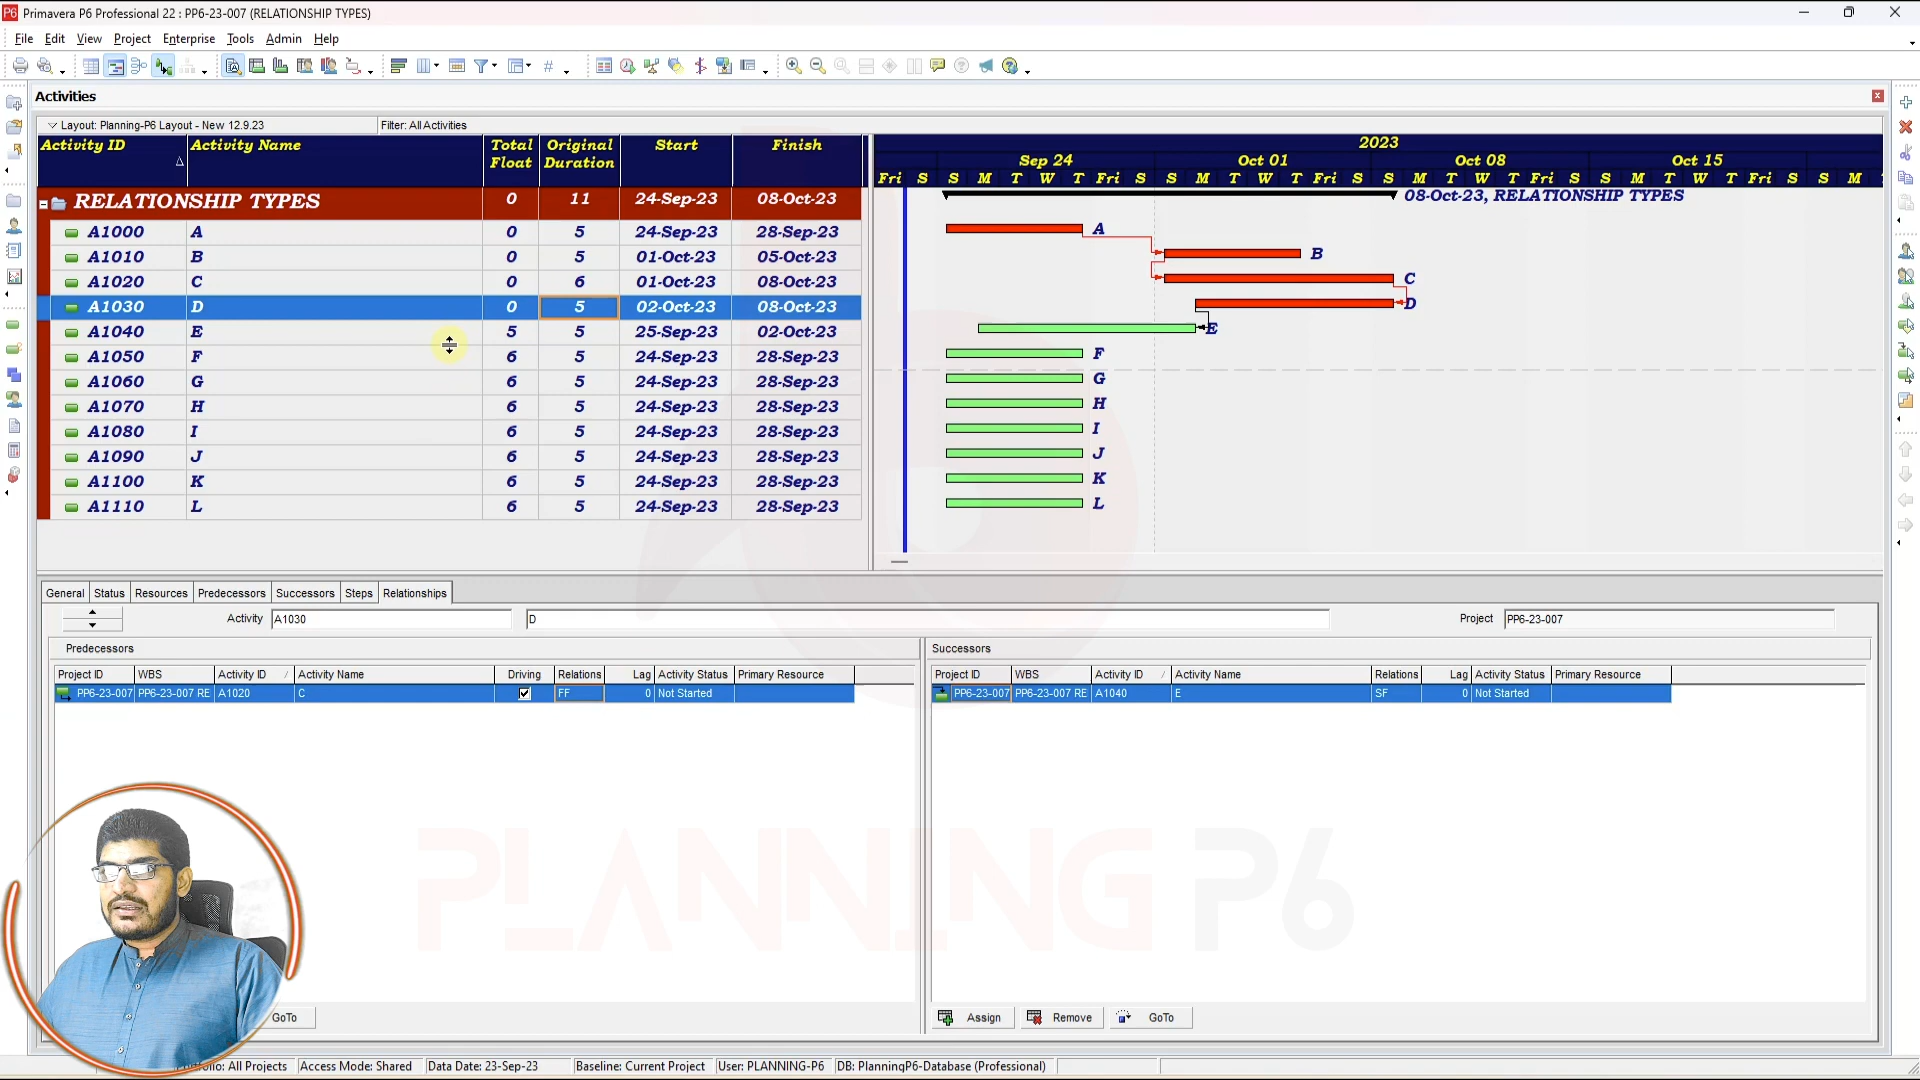 P6 Primavera P6 Professional 22 : PP6-23-007 (RELATIONSHIP TYPES)
File Edit View Project Enterprise Tools Admin Help
Activities
Layout: Planning-P6 Layout - New 12.9.23 Filter: All Activities
Activity ID Activity Name Total Float Original Duration Start Finish
RELATIONSHIP TYPES 0 11 24-Sep-23 08-Oct-23
A1000 A 0 5 24-Sep-23 28-Sep-23
A1010 B 0 5 01-Oct-23 05-Oct-23
A1020 C 0 6 01-Oct-23 08-Oct-23
A1030 D 0 5 02-Oct-23 08-Oct-23
A1040 E 5 5 25-Sep-23 02-Oct-23
A1050 F 6 5 24-Sep-23 28-Sep-23
A1060 G 6 5 24-Sep-23 28-Sep-23
A1070 H 6 5 24-Sep-23 28-Sep-23
A1080 I 6 5 24-Sep-23 28-Sep-23
A1090 J 6 5 24-Sep-23 28-Sep-23
A1100 K 6 5 24-Sep-23 28-Sep-23
A1110 L 6 5 24-Sep-23 28-Sep-23
2023
Sep 24 Oct 01 Oct 08 Oct 15
Fri S S M T W T Fri S S M T W T Fri S S M T W T Fri S S M T W T Fri S S M
08-Oct-23, RELATIONSHIP TYPES
A
B
C
D
E
F
G
H
I
J
K
L
General Status Resources Predecessors Successors Steps Relationships
Activity A1030 D Project PP6-23-007
Predecessors
Project ID WBS Activity ID Activity Name Driving Relations Lag Activity Status Primary Resource
PP6-23-007 PP6-23-007 RE A1020 C FF 0 Not Started
Successors
Project ID WBS Activity ID Activity Name Relations Lag Activity Status Primary Resource
PP6-23-007 PP6-23-007 RE A1040 E SF 0 Not Started
PLANNING P6
GoTo
Assign Remove GoTo
All Projects Access Mode: Shared Data Date: 23-Sep-23 Baseline: Current Project User: PLANNING-P6 DB: PlanningP6-Database (Professional)